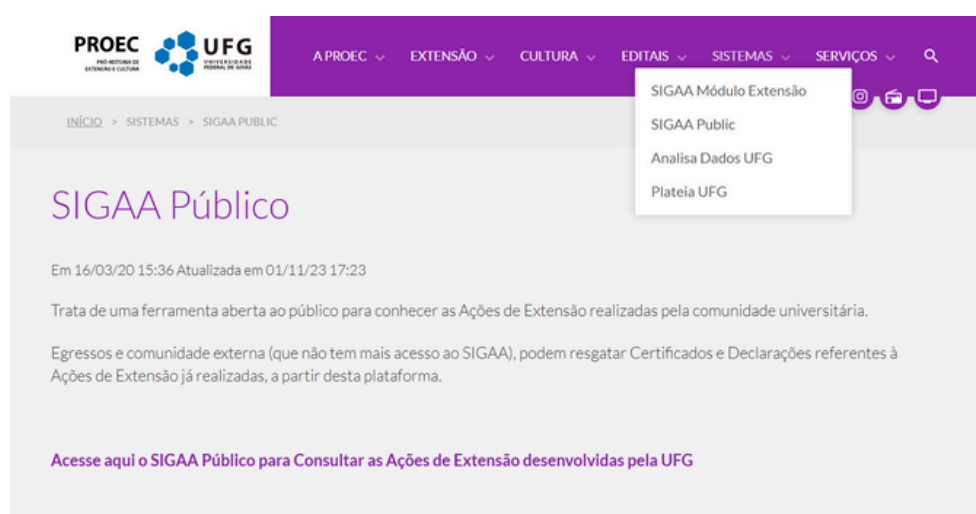 PROEC
PRÓ-REITORIA DE
EXTENSÃO E CULTURA
UFG
UNIVERSIDADE
FEDERAL DE GOIÁS
A PROEC
EXTENSÃO
CULTURA
EDITAIS
SISTEMAS
SERVIÇOS
SIGAA Módulo Extensão
SIGAA Public
Analisa Dados UFG
Plateia UFG
INÍCIO > SISTEMAS > SIGAA PUBLIC
SIGAA Público
Em 16/03/20 15:36 Atualizada em 01/11/23 17:23
Trata de uma ferramenta aberta ao público para conhecer as Ações de Extensão realizadas pela comunidade universitária.
Egressos e comunidade externa (que não tem mais acesso ao SIGAA), podem resgatar Certificados e Declarações referentes à
Ações de Extensão já realizadas, a partir desta plataforma.
Acesse aqui o SIGAA Público para Consultar as Ações de Extensão desenvolvidas pela UFG